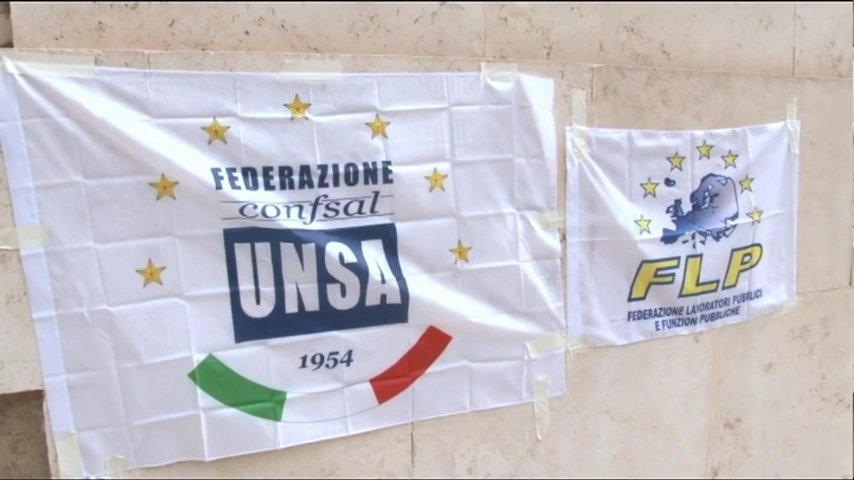 FEDERAZIONE
confsal
UNSA
1954
FLP
FEDERAZIONE LAVORATORI PUBBLICI
E FUNZIONI PUBBLICHE